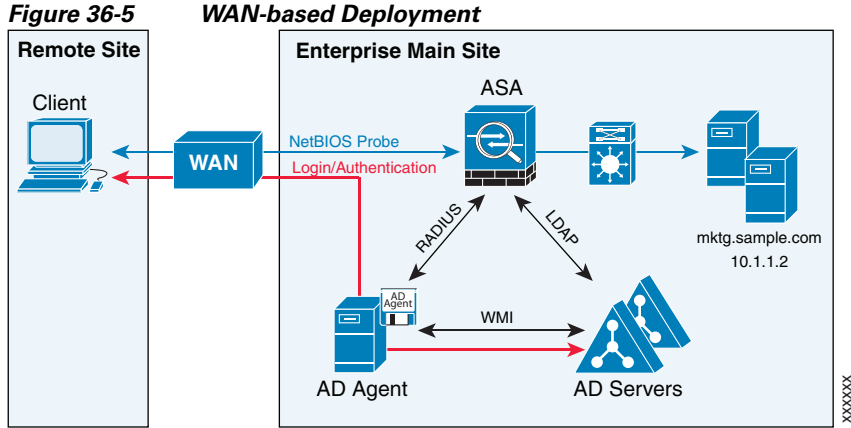 Figure 36-5 WAN-based Deployment
Remote Site
Enterprise Main Site
Client
ASA
NetBIOS Probe
WAN
Login/Authentication
mktg.sample.com
10.1.1.2
RADIUS
LDAP
AD
Agent
WMI
AD Agent
AD Servers
xxxxxx